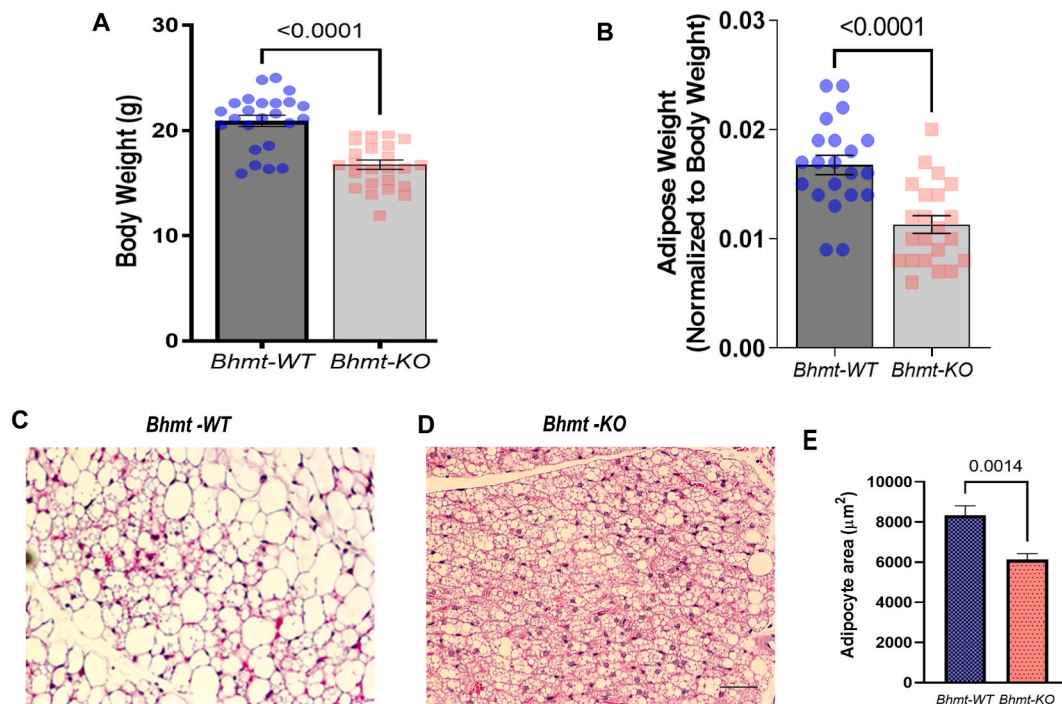 A
<0.0001
Body Weight (g)
30
20
10
0
Bhmt-WT
Bhmt-KO
B
<0.0001
Adipose Weight
(Normalized to Body Weight)
0.03
0.02
0.01
0.00
Bhmt-WT
Bhmt-KO
C
Bhmt -WT
D
Bhmt -KO
E
0.0014
Adipocyte area (μm²)
10000
8000
6000
4000
2000
0
Bhmt-WT
Bhmt-KO